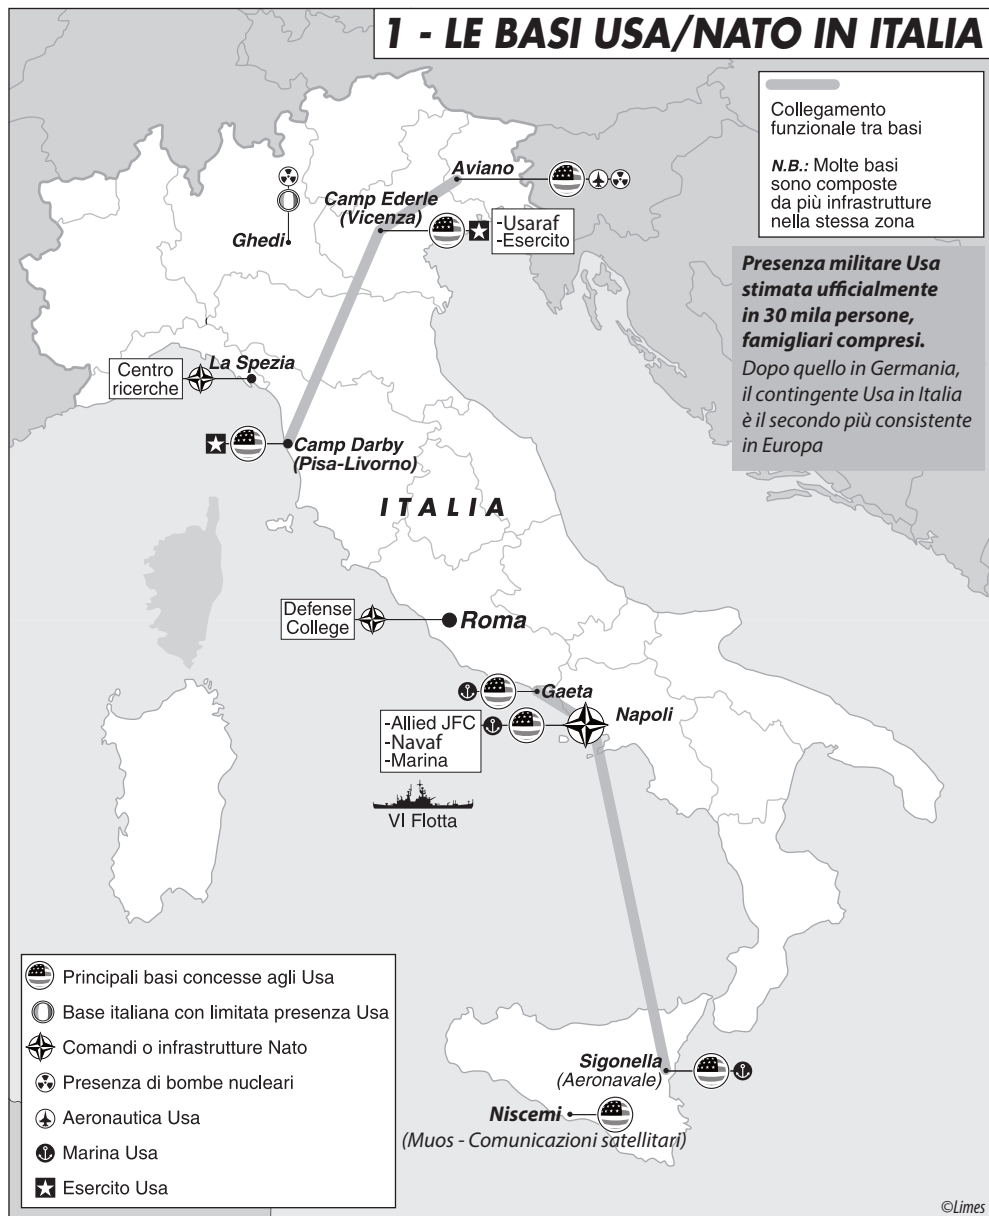 1 - LE BASI USA/NATO IN ITALIA
Collegamento
funzionale tra basi
N.B.: Molte basi
sono composte
da più infrastrutture
nella stessa zona
Presenza militare Usa
stimata ufficialmente
in 30 mila persone,
famigliari compresi.
Dopo quello in Germania,
il contingente Usa in Italia
è il secondo più consistente
in Europa
Aviano
Camp Ederle
(Vicenza)
-Usaraf
-Esercito
Ghedi
La Spezia
Centro
ricerche
Camp Darby
(Pisa-Livorno)
ITALIA
Defense
College
Roma
Gaeta
Napoli
-Allied JFC
-Navaf
-Marina
VI Flotta
Sigonella
(Aeronavale)
Niscemi
(Muos - Comunicazioni satellitari)
Principali basi concesse agli Usa
Base italiana con limitata presenza Usa
Comandi o infrastrutture Nato
Presenza di bombe nucleari
Aeronautica Usa
Marina Usa
Esercito Usa
©Limes